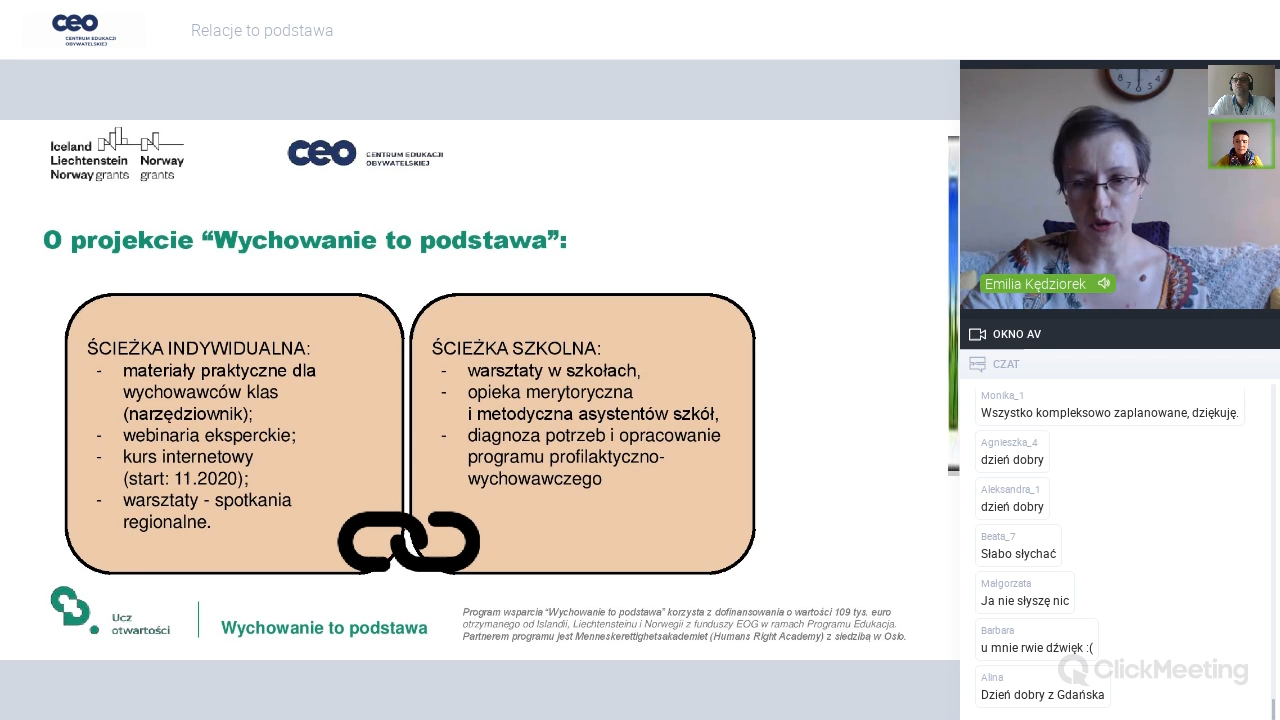 ceo
CENTRUM EDUKACJI
OBYWATELSKIEJ
Relacje to podstawa
Iceland
Liechtenstein Norway
Norway grants grants
ceo CENTRUM EDUKACJI
OBYWATELSKIEJ
O projekcie “Wychowanie to podstawa”:
ŚCIEŻKA INDYWIDUALNA:
- materiały praktyczne dla
wychowawców klas
(narzędziownik);
- webinaria eksperckie;
- kurs internetowy
(start: 11.2020);
- warsztaty - spotkania
regionalne.
ŚCIEŻKA SZKOLNA:
- warsztaty w szkołach,
- opieka merytoryczna
i metodyczna asystentów szkół,
- diagnoza potrzeb i opracowanie
programu profilaktyczno-
wychowawczego
Ucz
otwartości
Wychowanie to podstawa
Program wsparcia “Wychowanie to podstawa” korzysta z dofinansowania o wartości 109 tys. euro
otrzymanego od Islandii, Liechtensteinu i Norwegii z funduszy EOG w ramach Programu Edukacja.
Partnerem programu jest Menneskerettighetsakademiet (Humans Right Academy) z siedzibą w Oslo.
Emilia Kędziorek
OKNO AV
CZAT
Monika_1
Wszystko kompleksowo zaplanowane, dziękuję.
Agnieszka_4
dzień dobry
Aleksandra_1
dzień dobry
Beata_7
Słabo słychać
Małgorzata
Ja nie słyszę nic
Barbara
u mnie rwie dźwięk :(
Alina
Dzień dobry z Gdańska
ClickMeeting